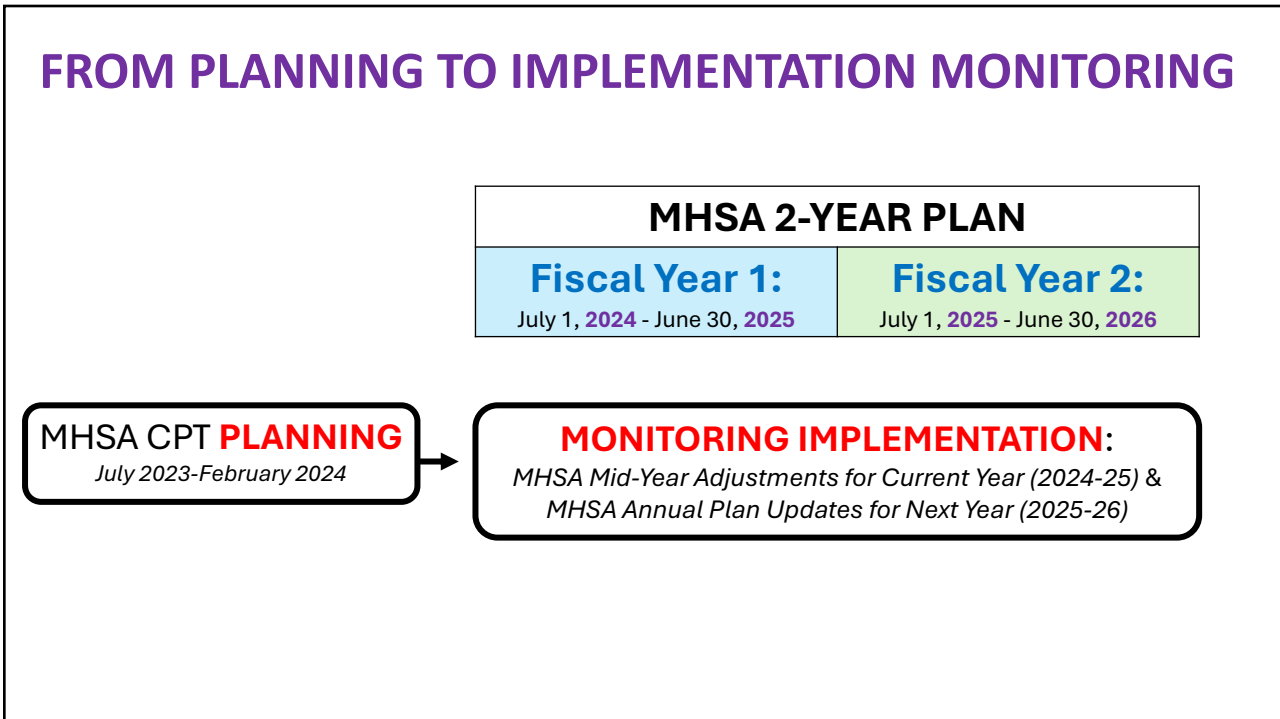 FROM PLANNING TO IMPLEMENTATION MONITORING
MHSA 2-YEAR PLAN
Fiscal Year 1:
July 1, 2024 - June 30, 2025
Fiscal Year 2:
July 1, 2025 - June 30, 2026
MHSA CPT PLANNING
July 2023-February 2024
MONITORING IMPLEMENTATION:
MHSA Mid-Year Adjustments for Current Year (2024-25) &
MHSA Annual Plan Updates for Next Year (2025-26)